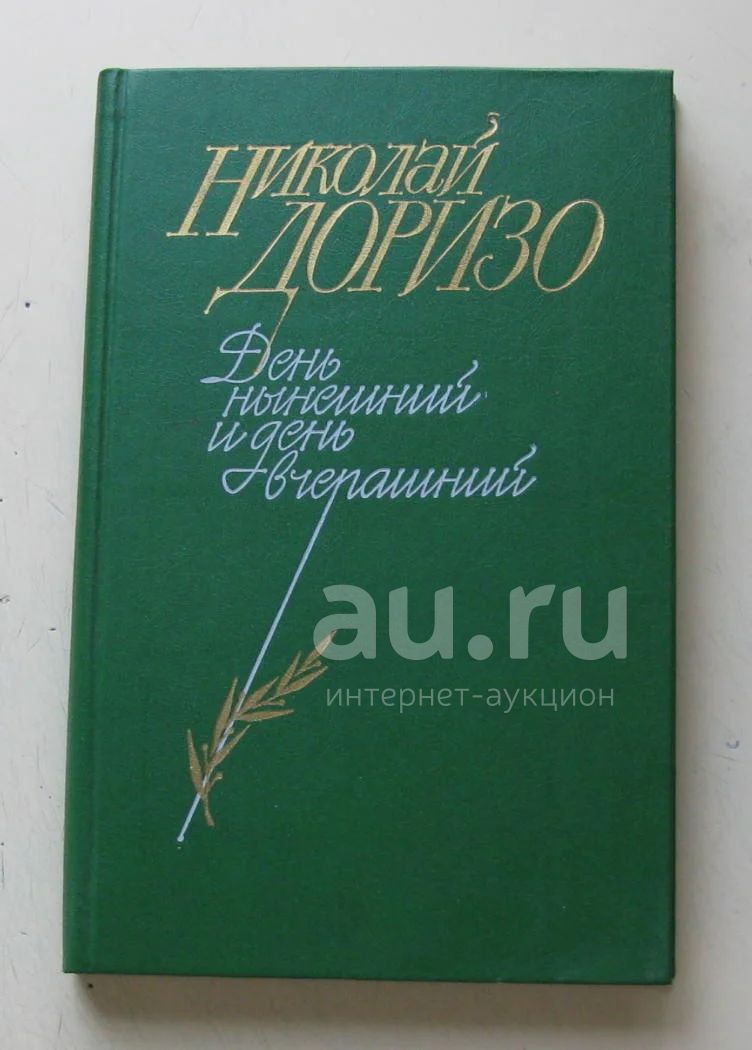 Николай
ДОРИЗО
День
нынешний
и день
вчерашний
au.ru
интернет-аукцион